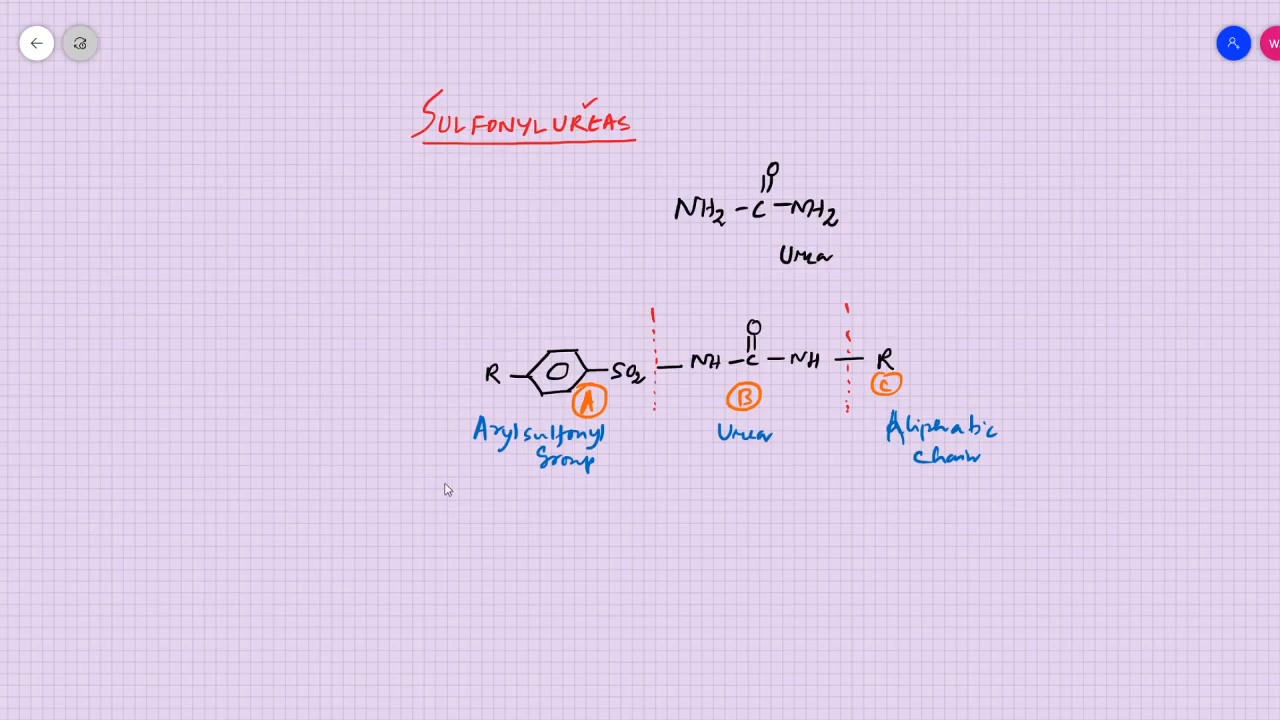 SULFONYLUREAS
O
NH2 - C - NH2
Urea
O
R - SO2 - NH - C - NH - R
A B C
Arylsulfonyl Group
Urea
Aliphatic chain
W